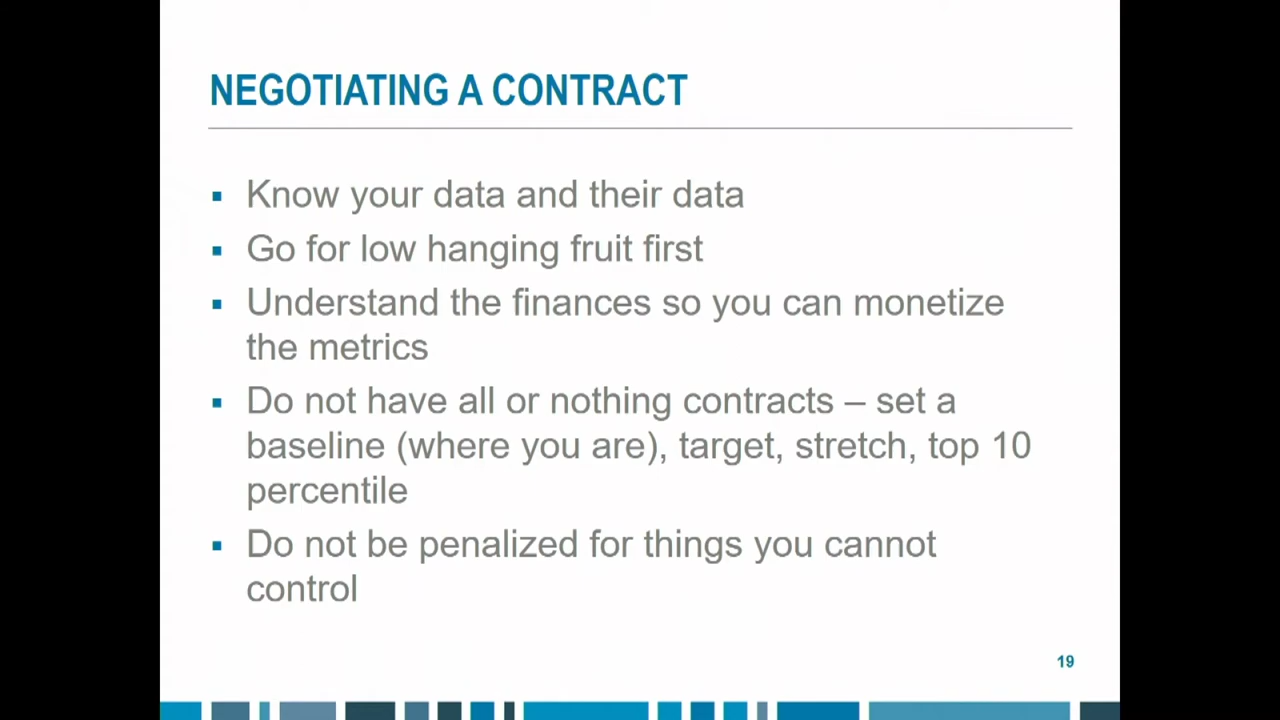 NEGOTIATING A CONTRACT
▪ Know your data and their data
▪ Go for low hanging fruit first
▪ Understand the finances so you can monetize
the metrics
▪ Do not have all or nothing contracts – set a
baseline (where you are), target, stretch, top 10
percentile
▪ Do not be penalized for things you cannot
control
19